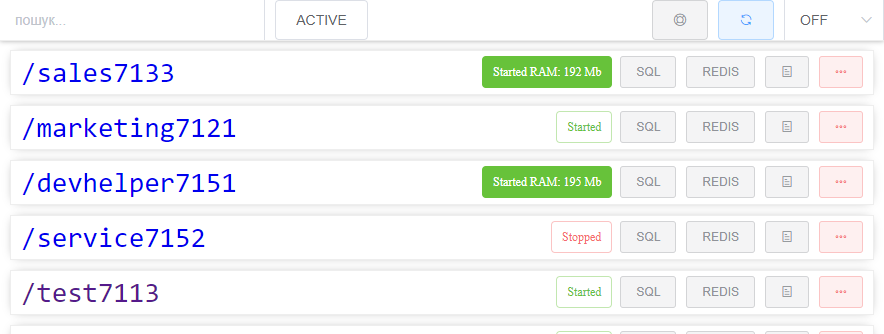 пошук... ACTIVE OFF
/sales7133 Started RAM: 192 Mb SQL REDIS
/marketing7121 Started SQL REDIS
/devhelper7151 Started RAM: 195 Mb SQL REDIS
/service7152 Stopped SQL REDIS
/test7113 Started SQL REDIS